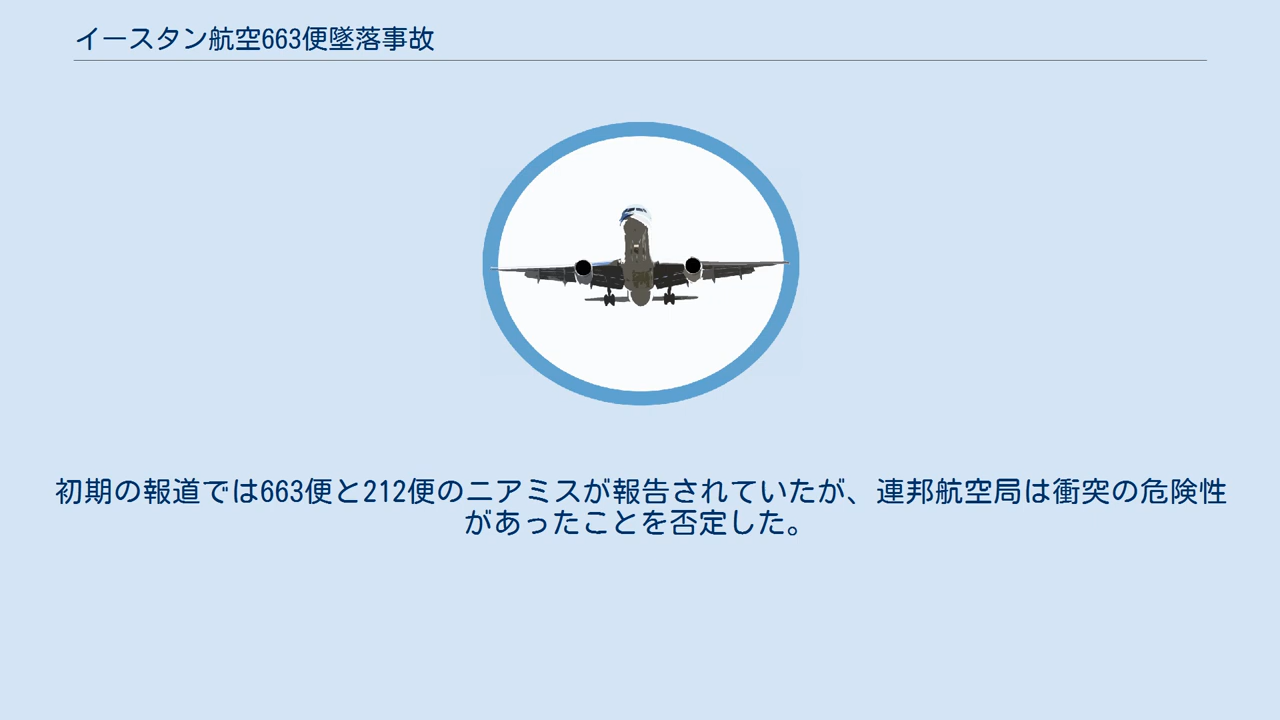 イースタン航空663便墜落事故
初期の報道では663便と212便のニアミスが報告されていたが、連邦航空局は衝突の危険性
があったことを否定した。